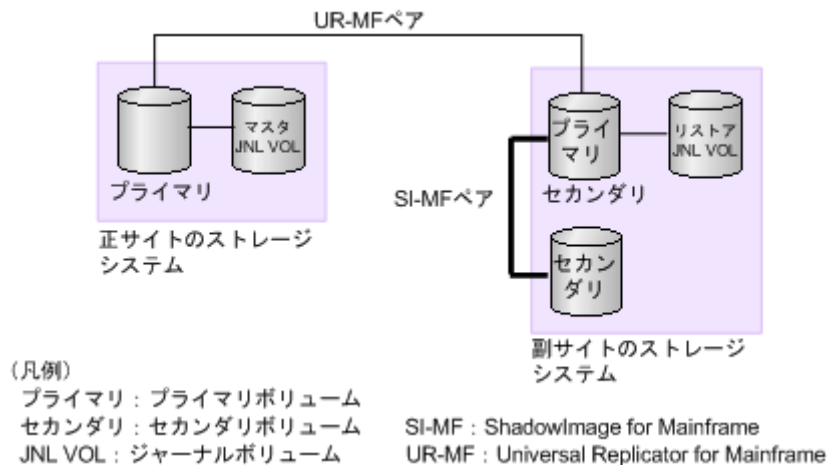 UR-MFペア
マスタ
JNL VOL
プライマリ
正サイトのストレージ
システム
プライ
マリ
リストア
JNL VOL
セカンダリ
SI-MFペア
セカン
ダリ
副サイトのストレージ
システム
(凡例)
プライマリ:プライマリボリューム
セカンダリ:セカンダリボリューム
JNL VOL:ジャーナルボリューム
SI-MF:ShadowImage for Mainframe
UR-MF:Universal Replicator for Mainframe